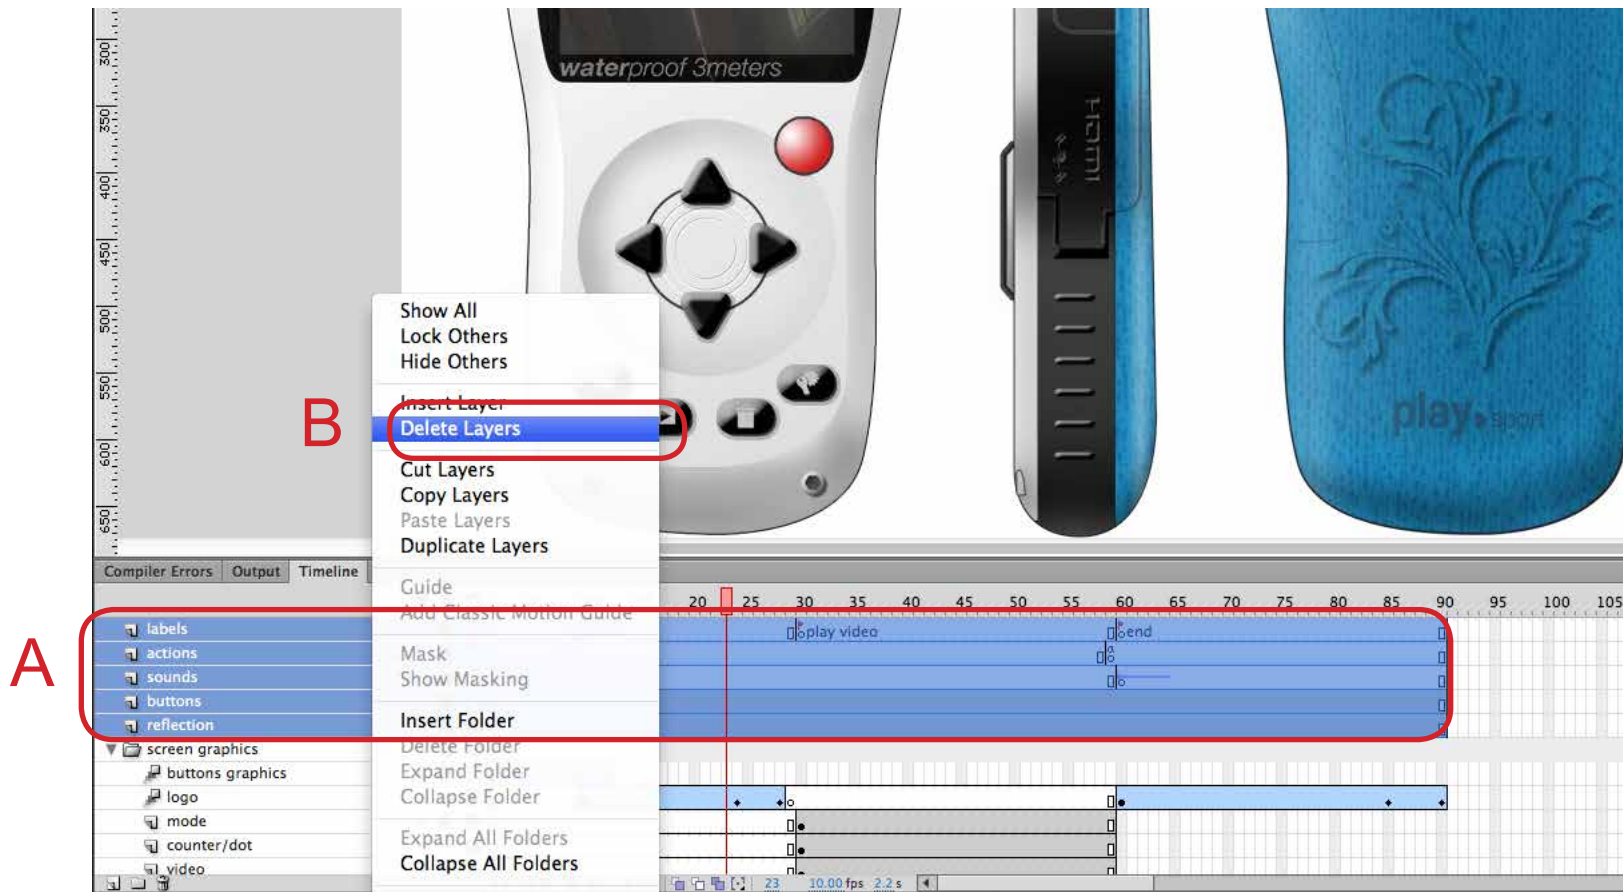 300
350
400
450
500
550
600
650
waterproof 3meters
HDMI
play sport
B
Show All
Lock Others
Hide Others
Insert Layer
Delete Layers
Cut Layers
Copy Layers
Paste Layers
Duplicate Layers
Guide
Add Classic Motion Guide
Mask
Show Masking
Insert Folder
Delete Folder
Expand Folder
Collapse Folder
Expand All Folders
Collapse All Folders
Compiler Errors Output Timeline
20 25 30 35 40 45 50 55 60 65 70 75 80 85 90 95 100 105
A
labels play video end
actions a
sounds
buttons
reflection
screen graphics
buttons graphics
logo
mode
counter/dot
video
23 10.00 fps 2.2 s